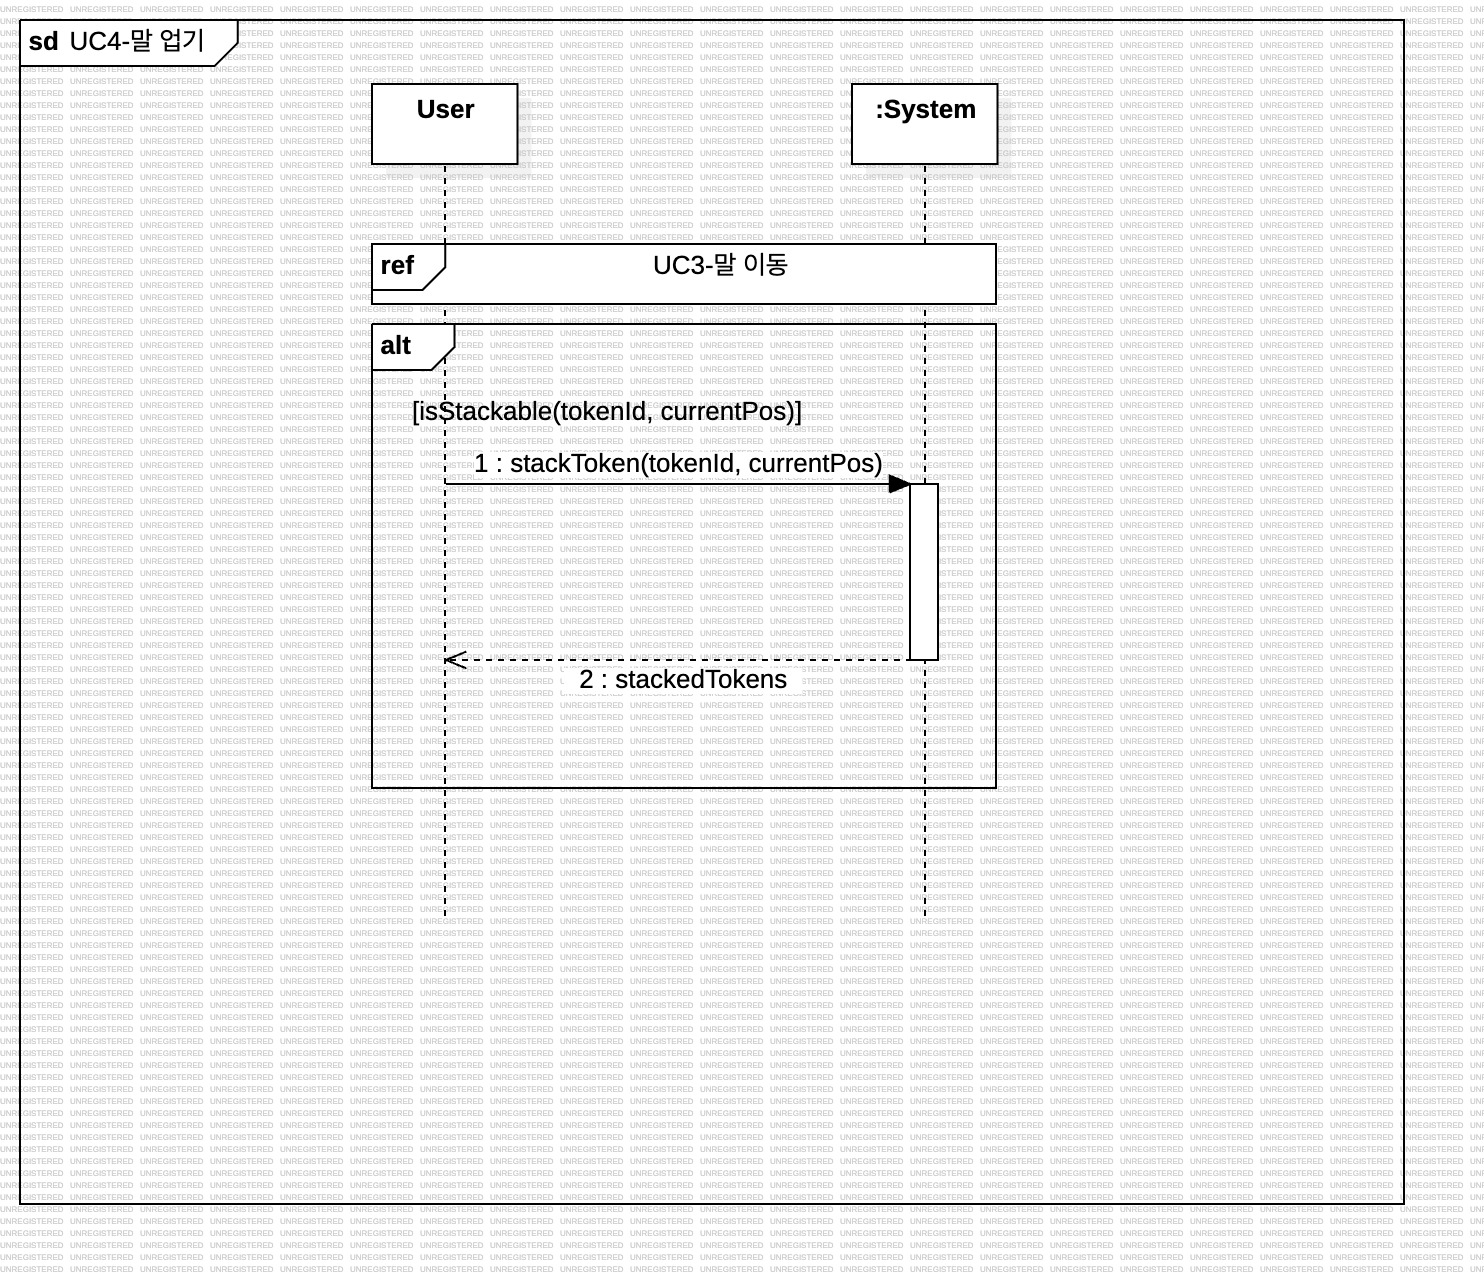 sd UC4-말 업기
User
:System
ref
UC3-말 이동
alt
[isStackable(tokenId, currentPos)]
1 : stackToken(tokenId, currentPos)
2 : stackedTokens
UNREGISTERED